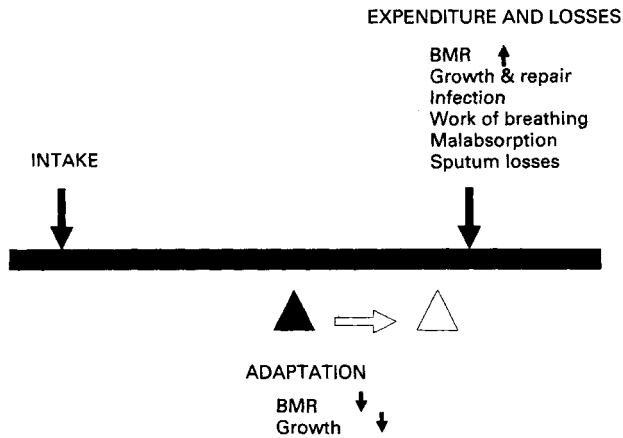 EXPENDITURE AND LOSSES
BMR
Growth & repair
Infection
Work of breathing
Malabsorption
Sputum losses
INTAKE
ADAPTATION
BMR
Growth